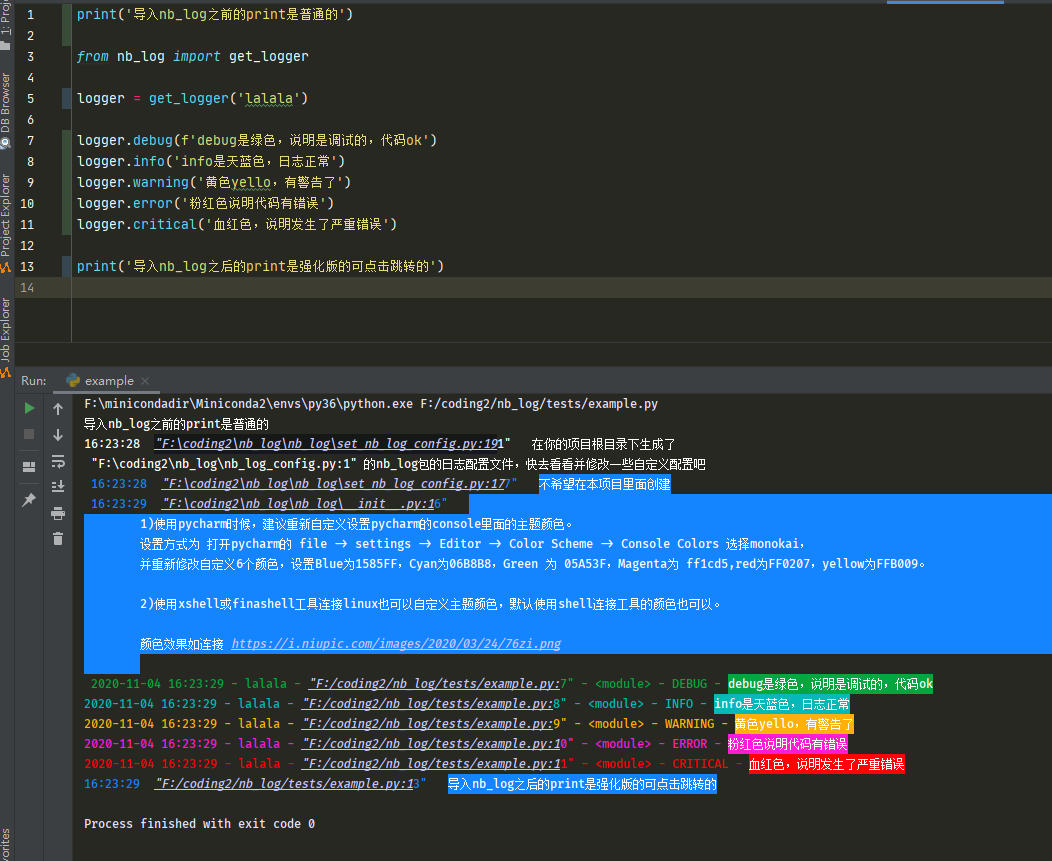 1: Proj
DB Browser
Project Explorer
Job Explorer
vorites
1 print('导入nb_log之前的print是普通的')
2
3 from nb_log import get_logger
4
5 logger = get_logger('lalala')
6
7 logger.debug(f'debug是绿色，说明是调试的，代码ok')
8 logger.info('info是天蓝色，日志正常')
9 logger.warning('黄色yello，有警告了')
10 logger.error('粉红色说明代码有错误')
11 logger.critical('血红色，说明发生了严重错误')
12
13 print('导入nb_log之后的print是强化版的可点击跳转的')
14
Run: example
F:\minicondadir\Miniconda2\envs\py36\python.exe F:/coding2/nb_log/tests/example.py
导入nb_log之前的print是普通的
16:23:28 "F:\coding2\nb_log\nb_log\set_nb_log_config.py:191" 在你的项目根目录下生成了
"F:\coding2\nb_log\nb_log_config.py:1" 的nb_log包的日志配置文件，快去看看并修改一些自定义配置吧
16:23:28 "F:\coding2\nb_log\nb_log\set_nb_log_config.py:177" 不希望在本项目里面创建
16:23:29 "F:\coding2\nb_log\nb_log\__init__.py:16"
1)使用pycharm时候，建议重新自定义设置pycharm的console里面的主题颜色。
设置方式为 打开pycharm的 file -> settings -> Editor -> Color Scheme -> Console Colors 选择monokai，
并重新修改自定义6个颜色，设置Blue为1585FF，Cyan为06B8B8，Green 为 05A53F，Magenta为 ff1cd5,red为FF0207，yellow为FFB009。
2)使用xshell或finashell工具连接linux也可以自定义主题颜色，默认使用shell连接工具的颜色也可以。
颜色效果如连接 https://i.niupic.com/images/2020/03/24/76zi.png
2020-11-04 16:23:29 - lalala - "F:/coding2/nb_log/tests/example.py:7" - <module> - DEBUG - debug是绿色，说明是调试的，代码ok
2020-11-04 16:23:29 - lalala - "F:/coding2/nb_log/tests/example.py:8" - <module> - INFO - info是天蓝色，日志正常
2020-11-04 16:23:29 - lalala - "F:/coding2/nb_log/tests/example.py:9" - <module> - WARNING - 黄色yello，有警告了
2020-11-04 16:23:29 - lalala - "F:/coding2/nb_log/tests/example.py:10" - <module> - ERROR - 粉红色说明代码有错误
2020-11-04 16:23:29 - lalala - "F:/coding2/nb_log/tests/example.py:11" - <module> - CRITICAL - 血红色，说明发生了严重错误
16:23:29 "F:/coding2/nb_log/tests/example.py:13" 导入nb_log之后的print是强化版的可点击跳转的
Process finished with exit code 0